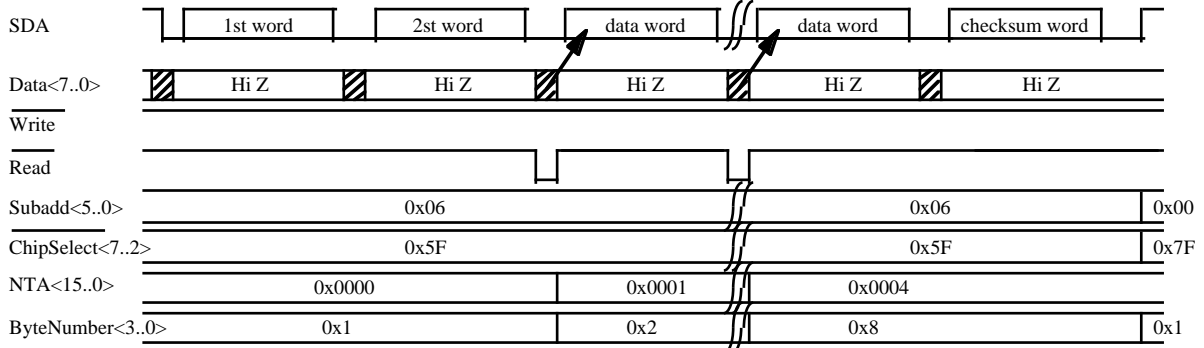 SDA 1st word 2st word data word data word checksum word
Data<7..0> Hi Z Hi Z Hi Z Hi Z Hi Z
Write
Read
Subadd<5..0> 0x06 0x06 0x00
ChipSelect<7..2> 0x5F 0x5F 0x7F
NTA<15..0> 0x0000 0x0001 0x0004
ByteNumber<3..0> 0x1 0x2 0x8 0x1